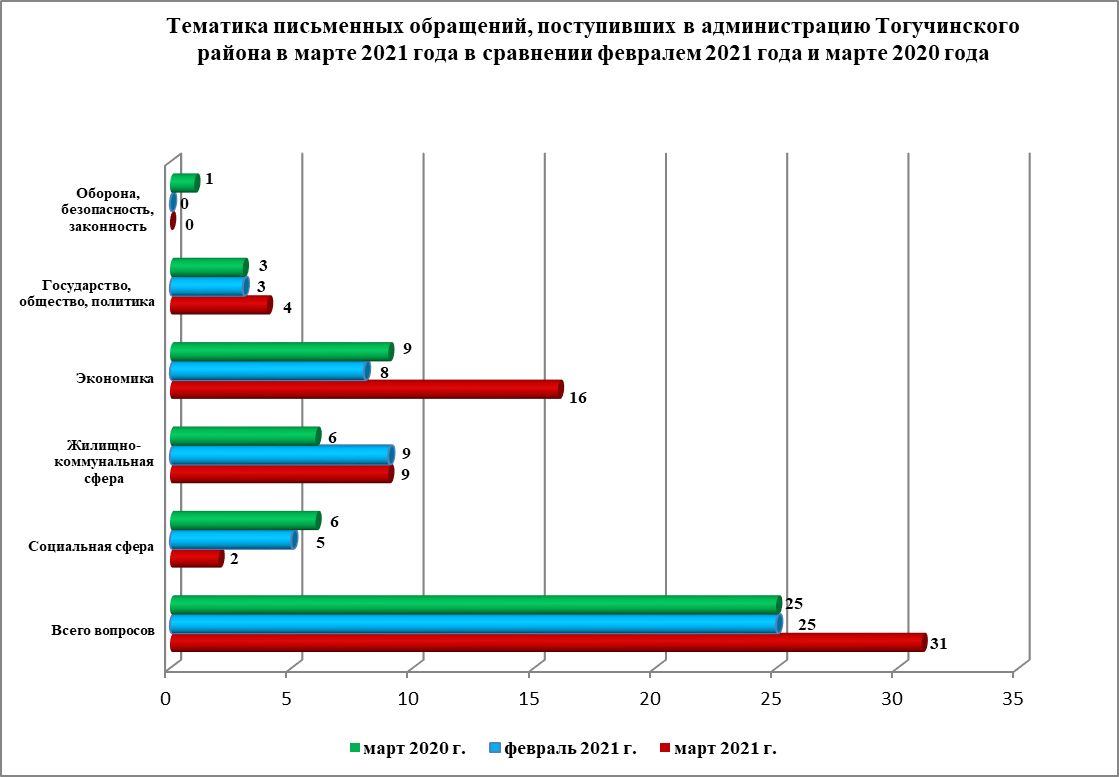 Тематика письменных обращений, поступивших в администрацию Тогучинского
района в марте 2021 года в сравнении февралем 2021 года и марте 2020 года
Оборона,
безопасность,
законность
1
0
0
Государство,
общество, политика
3
3
4
Экономика
9
8
16
Жилищно-
коммунальная
сфера
6
9
9
Социальная сфера
6
5
2
Всего вопросов
25
25
31
0 5 10 15 20 25 30 35
март 2020 г. февраль 2021 г. март 2021 г.